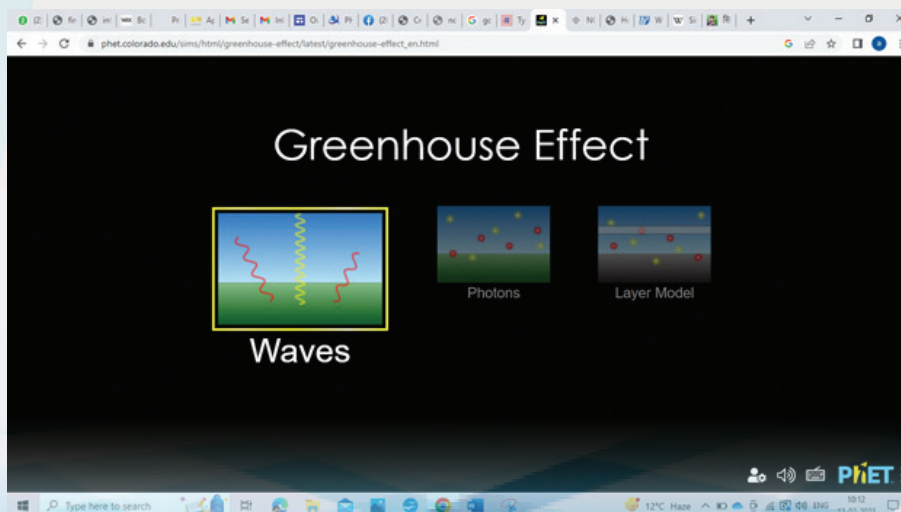 phet.colorado.edu/sims/html/greenhouse-effect/latest/greenhouse-effect_en.html
Greenhouse Effect
Waves
Photons
Layer Model
PhET
Type here to search
12°C Haze
ENG
10:12